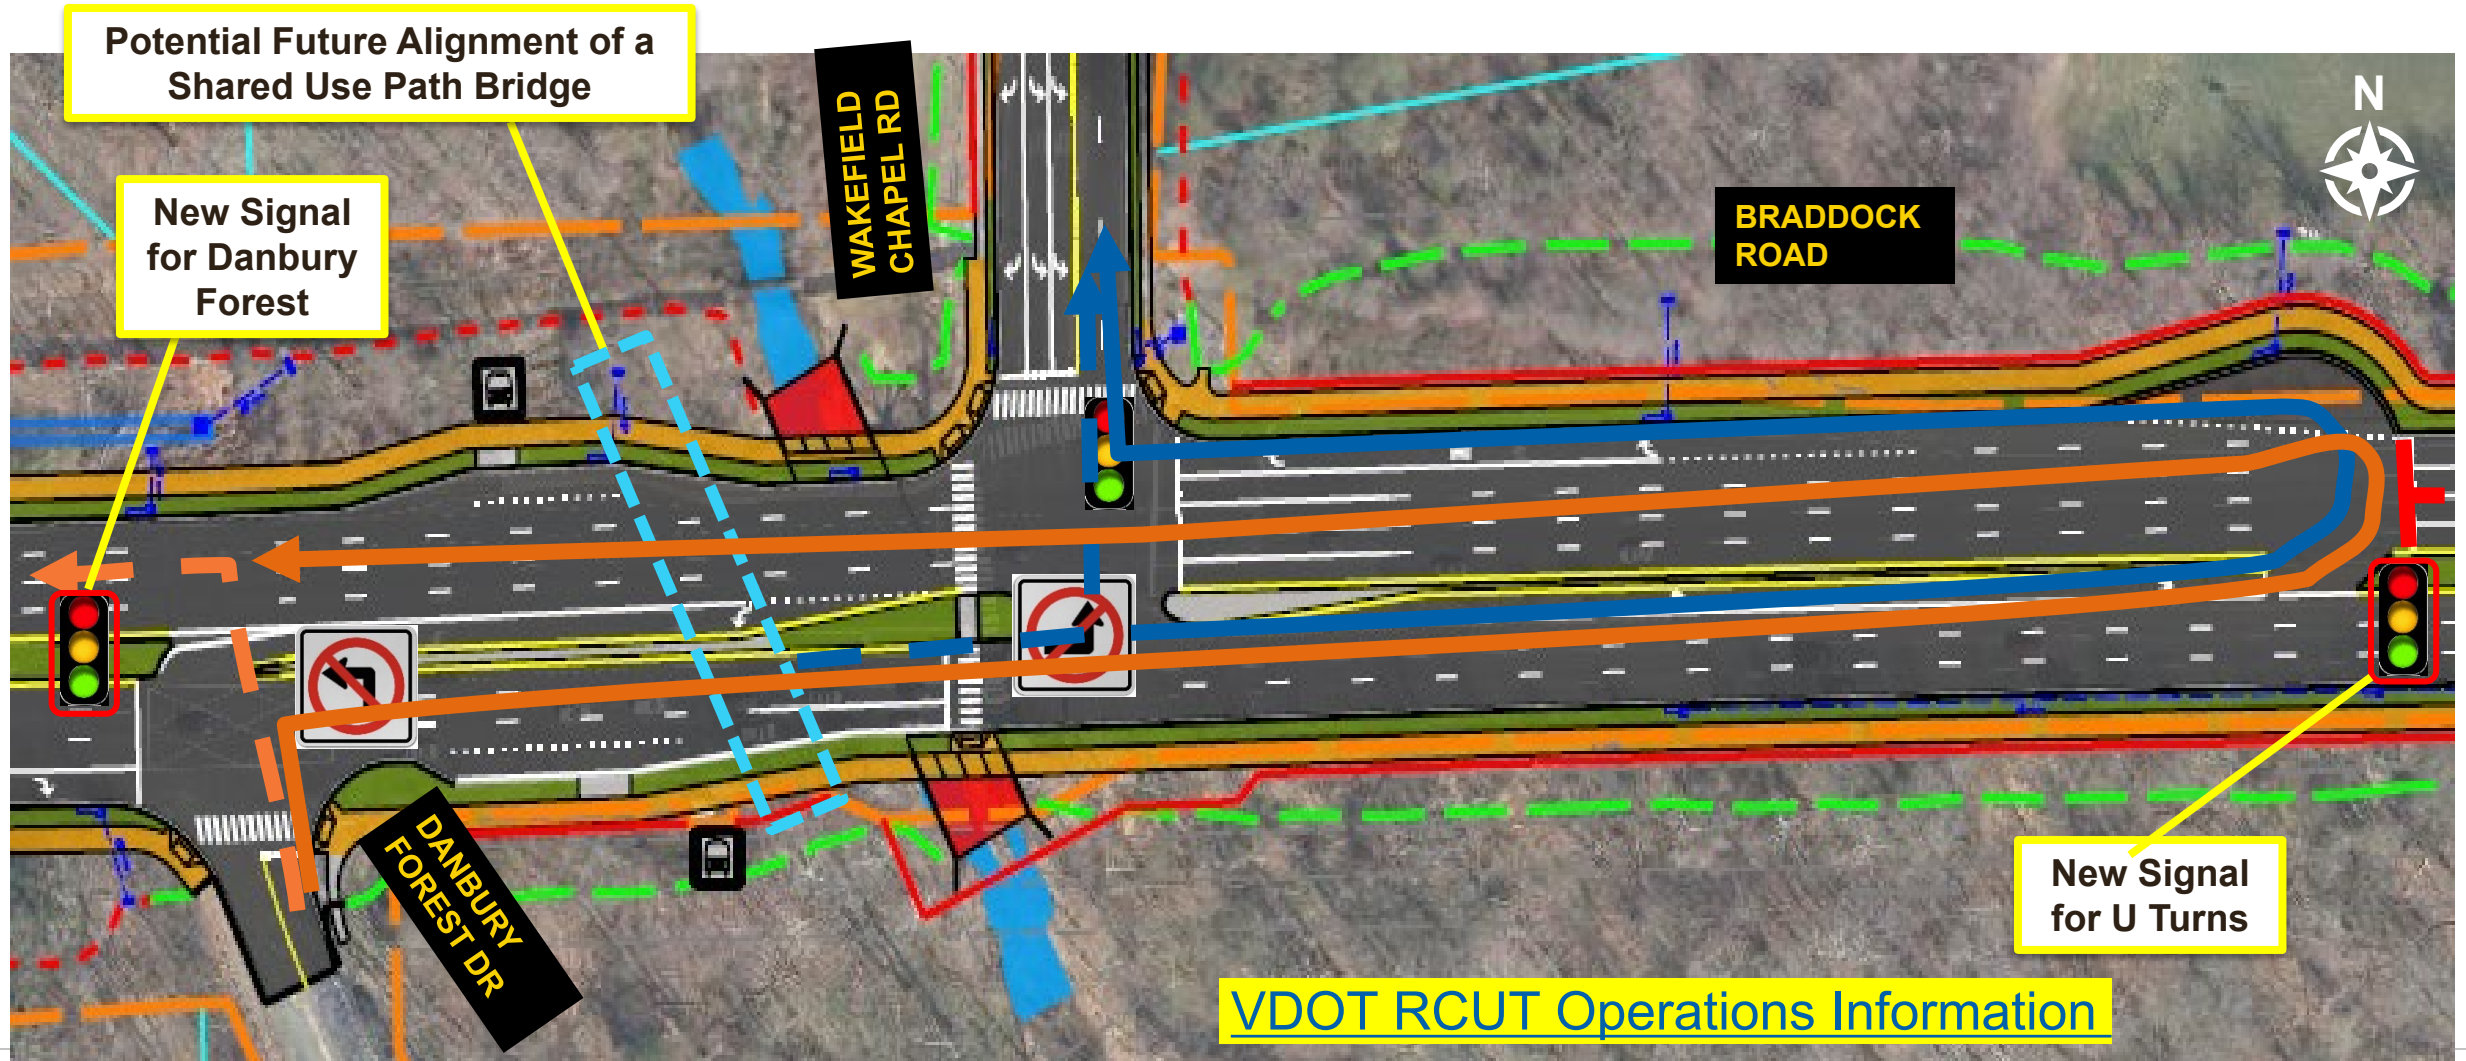 Potential Future Alignment of a
Shared Use Path Bridge
New Signal
for Danbury
Forest
WAKEFIELD
CHAPEL RD
N
BRADDOCK
ROAD
DANBURY
FOREST DR
New Signal
for U Turns
VDOT RCUT Operations Information